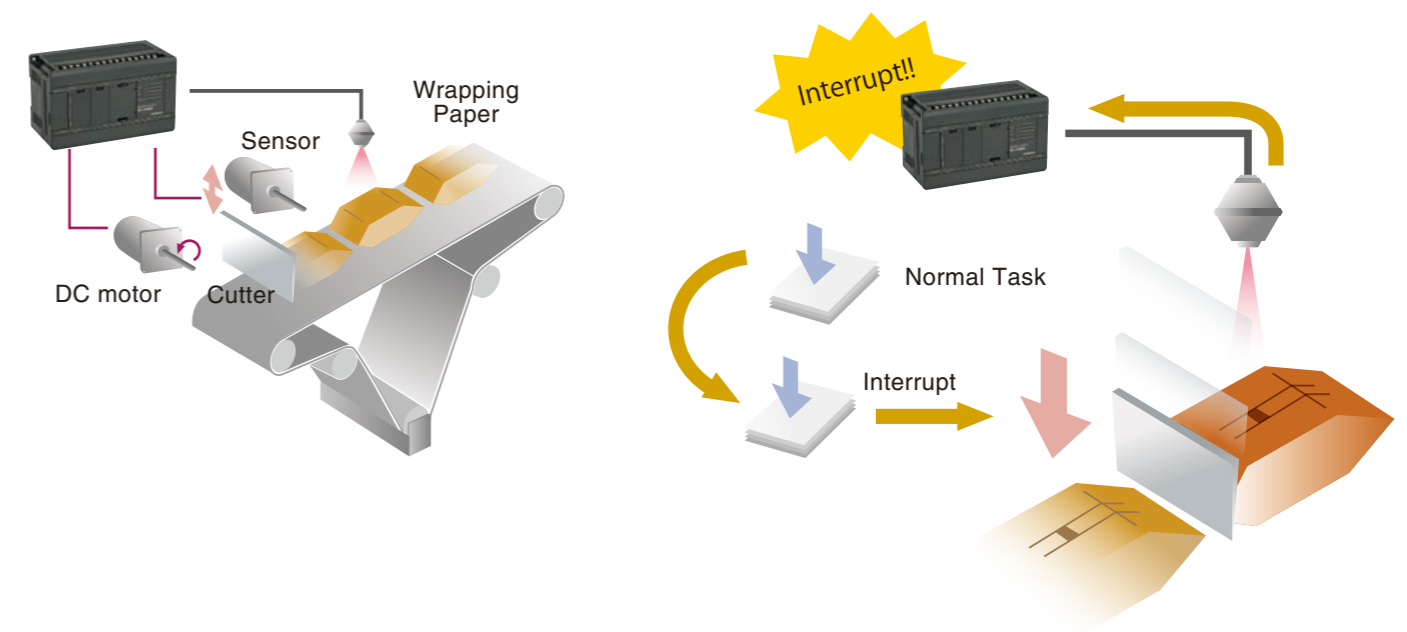 Wrapping
Paper
Sensor
DC motor
Cutter
Interrupt!!
Normal Task
Interrupt